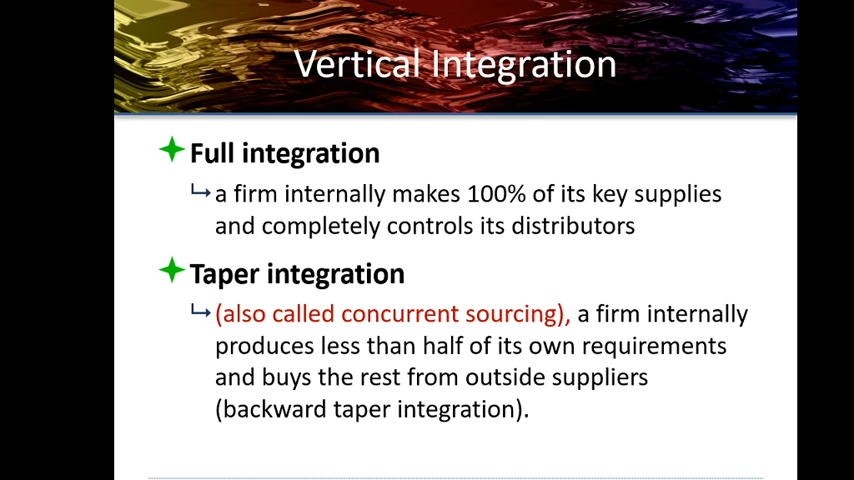 Vertical Integration
Full integration
a firm internally makes 100% of its key supplies
and completely controls its distributors
Taper integration
(also called concurrent sourcing), a firm internally
produces less than half of its own requirements
and buys the rest from outside suppliers
(backward taper integration).